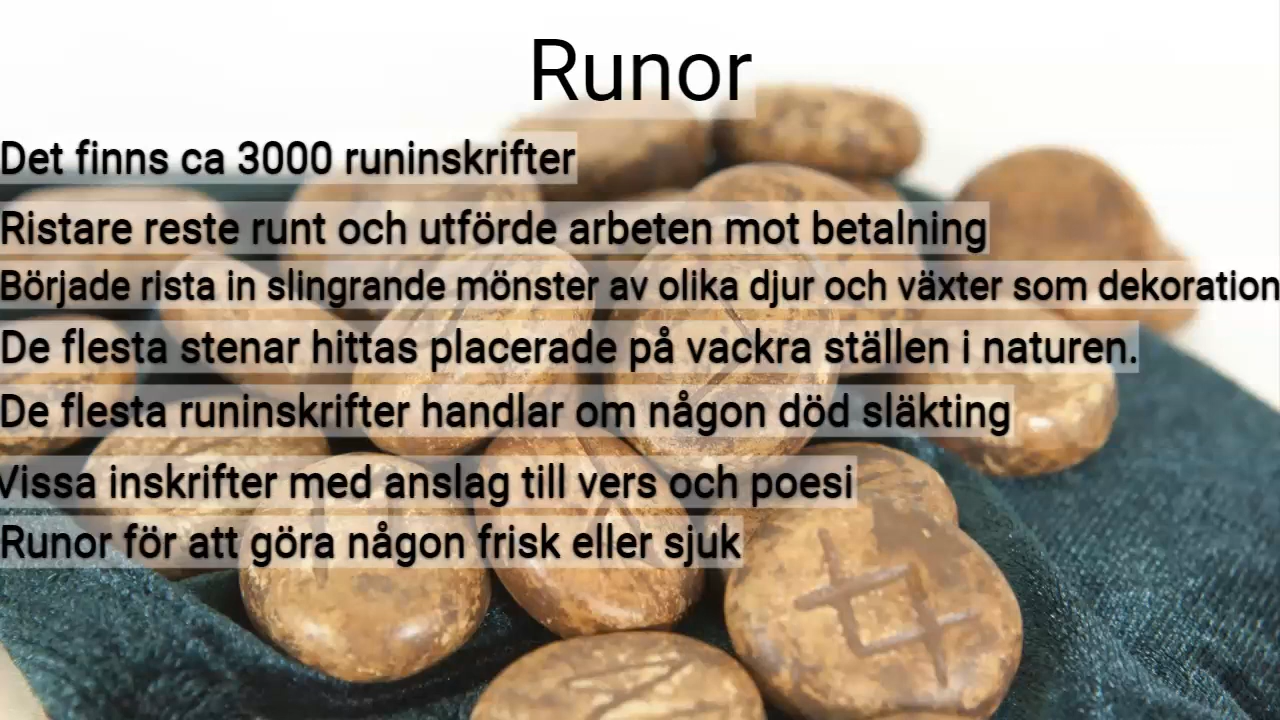 Runor
Det finns ca 3000 runinskrifter
Ristare reste runt och utförde arbeten mot betalning
Började rista in slingrande mönster av olika djur och växter som dekoration
De flesta stenar hittas placerade på vackra ställen i naturen.
De flesta runinskrifter handlar om någon död släkting
Vissa inskrifter med anslag till vers och poesi
Runor för att göra någon frisk eller sjuk